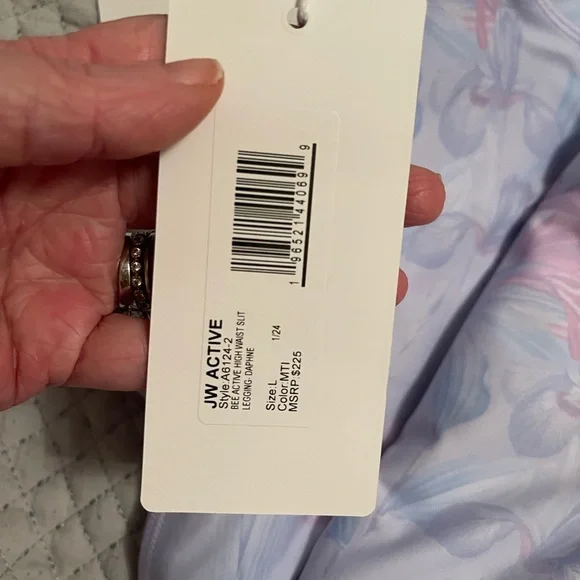 JW ACTIVE
Style:A6124-2
BEE ACTIVE HIGH WAIST SLIT
LEGGING- DAPHNE
Size:L 1/24
Color:MTI
MSRP:$225
1 96521 44069 9